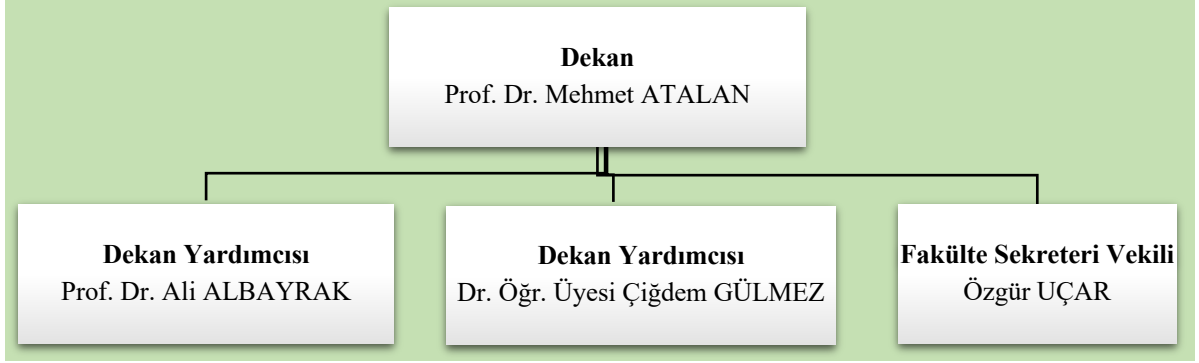 Dekan
Prof. Dr. Mehmet ATALAN
Dekan Yardımcısı
Prof. Dr. Ali ALBAYRAK
Dekan Yardımcısı
Dr. Öğr. Üyesi Çiğdem GÜLMEZ
Fakülte Sekreteri Vekili
Özgür UÇAR